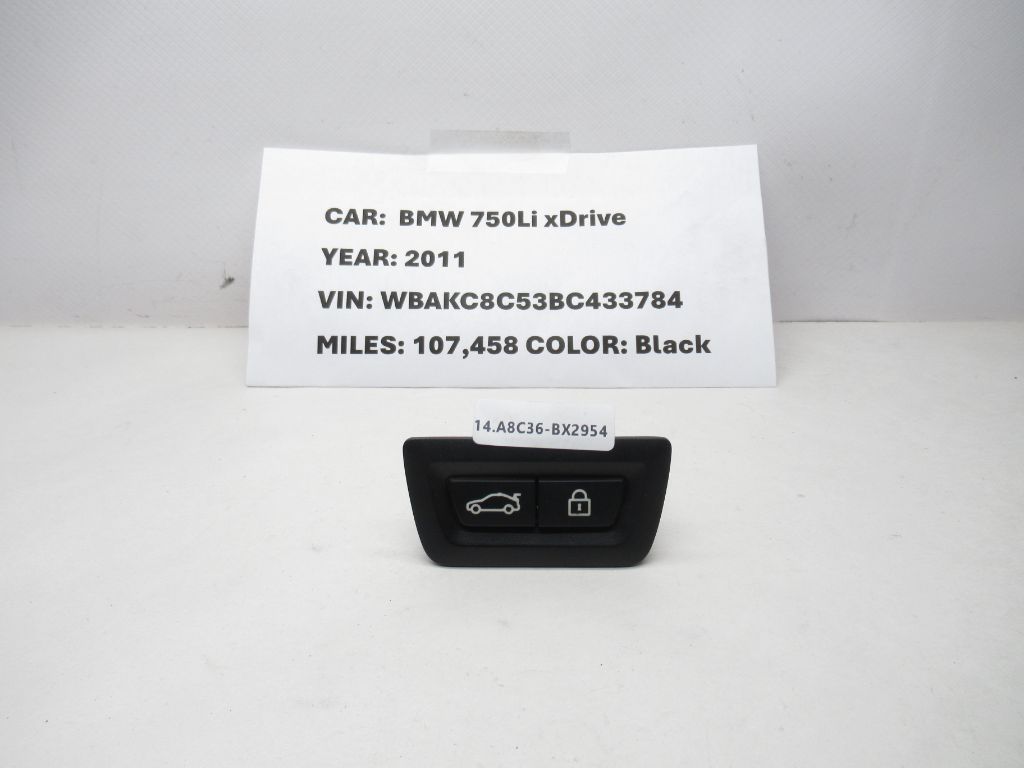 CAR: BMW 750Li xDrive
YEAR: 2011
VIN: WBAKC8C53BC433784
MILES: 107,458 COLOR: Black
14.A8C36-BX2954